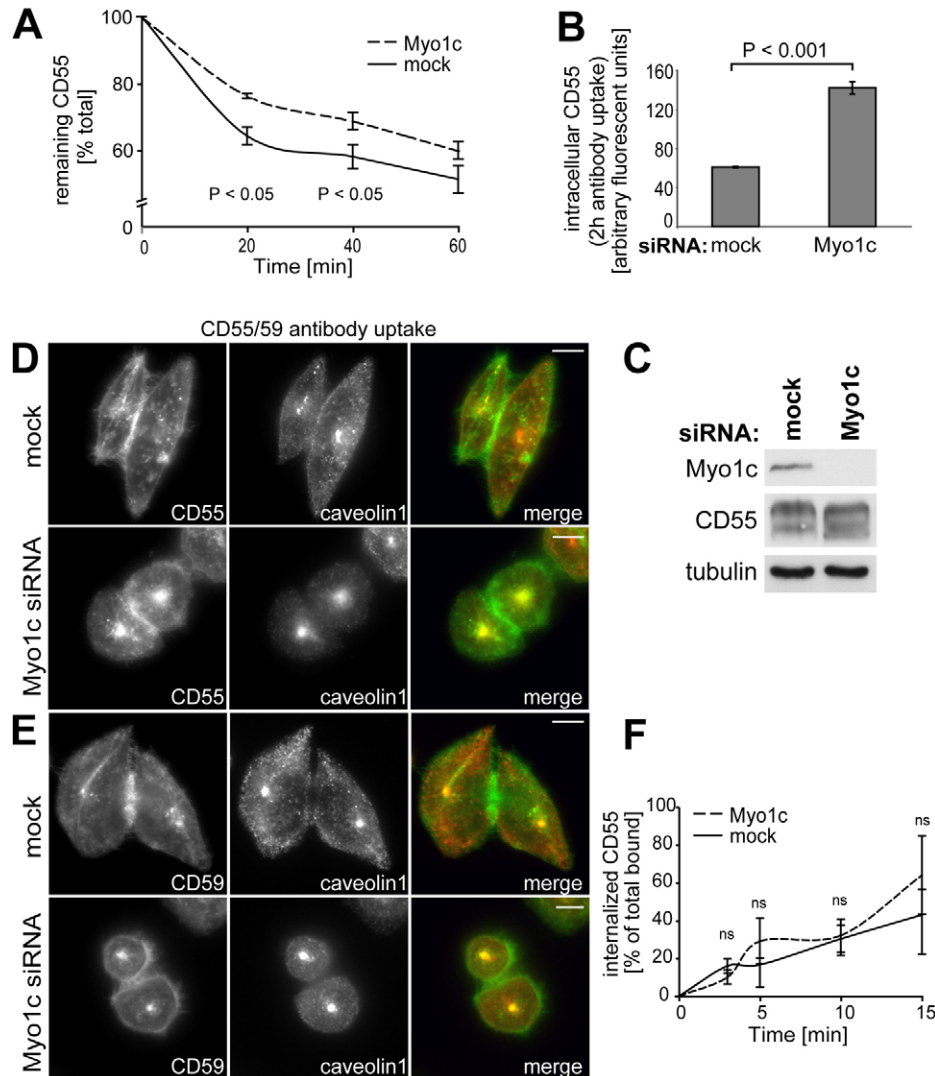 A
remaining CD55
[% total]
100
80
60
0
Myo1c
mock
P < 0.05
P < 0.05
0
20
40
60
Time [min]
B
P < 0.001
intracellular CD55
(2h antibody uptake)
[arbitrary fluorescent units]
160
120
80
40
0
siRNA: mock
Myo1c
CD55/59 antibody uptake
D
mock
CD55
caveolin1
merge
Myo1c siRNA
CD55
caveolin1
merge
C
siRNA:
mock
Myo1c
Myo1c
CD55
tubulin
E
mock
CD59
caveolin1
merge
Myo1c siRNA
CD59
caveolin1
merge
F
internalized CD55
[% of total bound]
100
80
60
40
20
0
Myo1c
mock
ns
ns
ns
ns
0
5
10
15
Time [min]